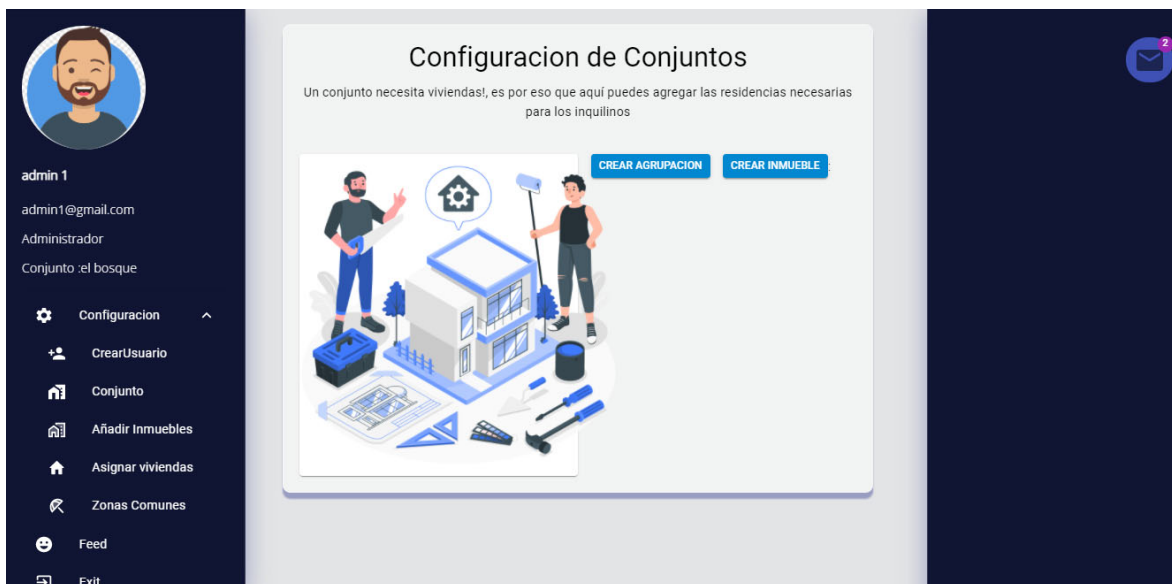 admin 1
admin1@gmail.com
Administrador
Conjunto :el bosque
Configuracion
CrearUsuario
Conjunto
Añadir Inmuebles
Asignar viviendas
Zonas Comunes
Feed
Exit
Configuracion de Conjuntos
Un conjunto necesita viviendas!, es por eso que aquí puedes agregar las residencias necesarias
para los inquilinos
CREAR AGRUPACION CREAR INMUEBLE :
2